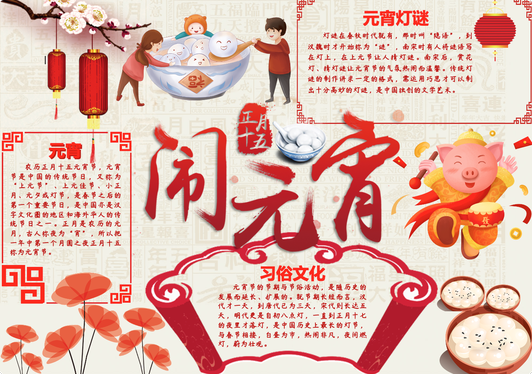 元宵灯谜
灯谜在春秋时代就有，那时叫“隐语”，到
汉魏时才开始称为“谜”，南宋时有人将谜语写
在灯上，在上元节让人猜灯谜。南宋后，赏花
灯、猜灯谜让元宵节的气氛热闹而温馨。传统灯
谜的制作讲求一定的格式，需运用巧思才可以制
出十分高妙的灯谜，是中国独创的文学艺术。
元宵
农历正月十五元宵节，元宵
节是中国的传统节日，又称为
“上元节”、上元佳节，小正
月、元夕或灯节，是春节之后的
第一个重要节日，是中国亦是汉
字文化圈的地区和海外华人的传
统节日之一。正月是农历的元
月，古人称夜为“宵”，所以把
一年中第一个月圆之夜正月十五
称为元宵节。
正月
十五
闹元宵
习俗文化
元宵节的节期与节俗活动，是随历史的
发展而延长、扩展的。就节期长短而言，汉
代才一天，到唐代已为三天，宋代则长达五
天，明代更是自初八点灯，一直到正月十七
的夜里才落灯，是中国历史上最长的灯节，
与春节相接，白昼为市，热闹非凡，夜间燃
灯，蔚为壮观。